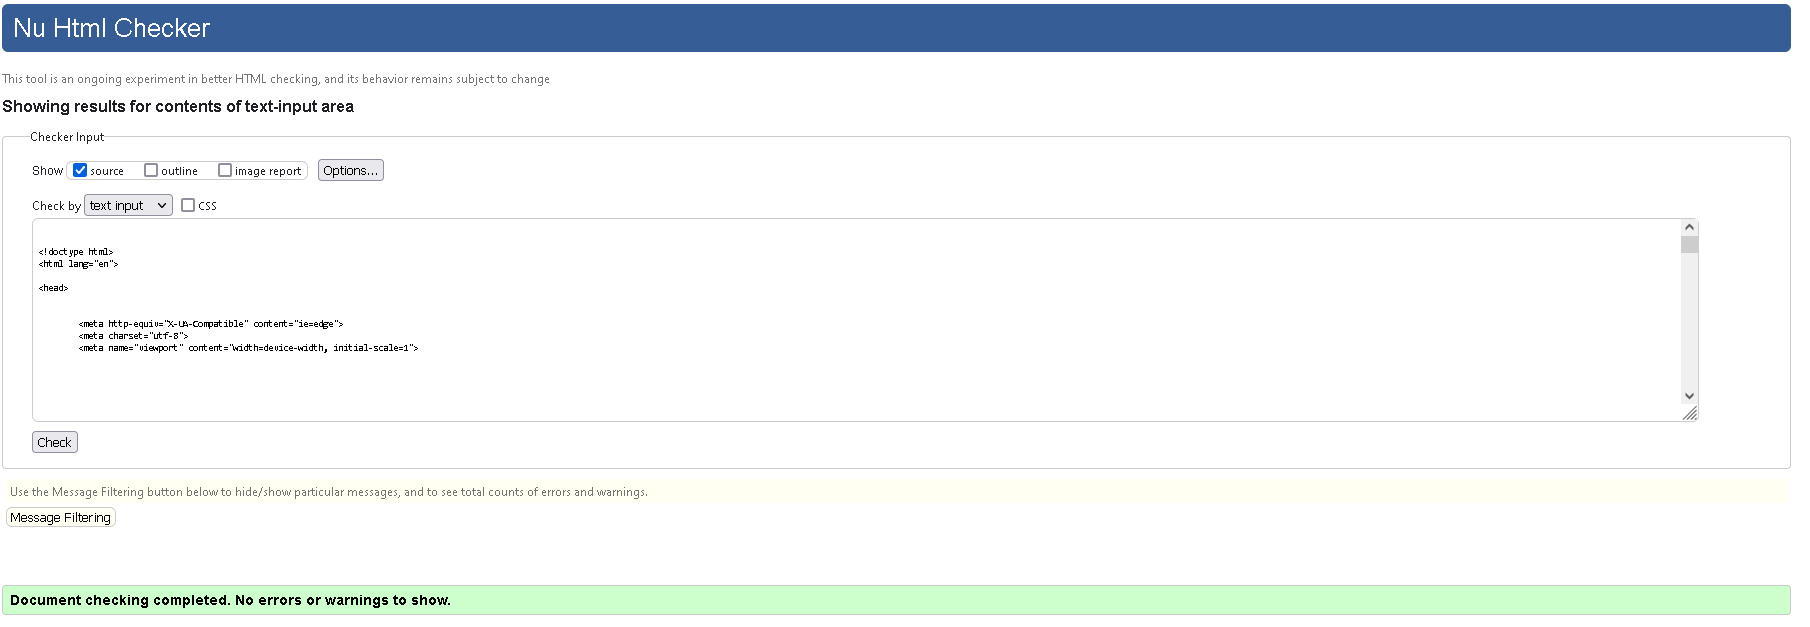 Nu Html Checker
This tool is an ongoing experiment in better HTML checking, and its behavior remains subject to change
Showing results for contents of text-input area
Checker Input
Show source outline image report Options...
Check by text input CSS
<!doctype html>
<html lang="en">
<head>
<meta http-equiv="X-UA-Compatible" content="ie=edge">
<meta charset="utf-8">
<meta name="viewport" content="width=device-width, initial-scale=1">
Check
Use the Message Filtering button below to hide/show particular messages, and to see total counts of errors and warnings.
Message Filtering
Document checking completed. No errors or warnings to show.